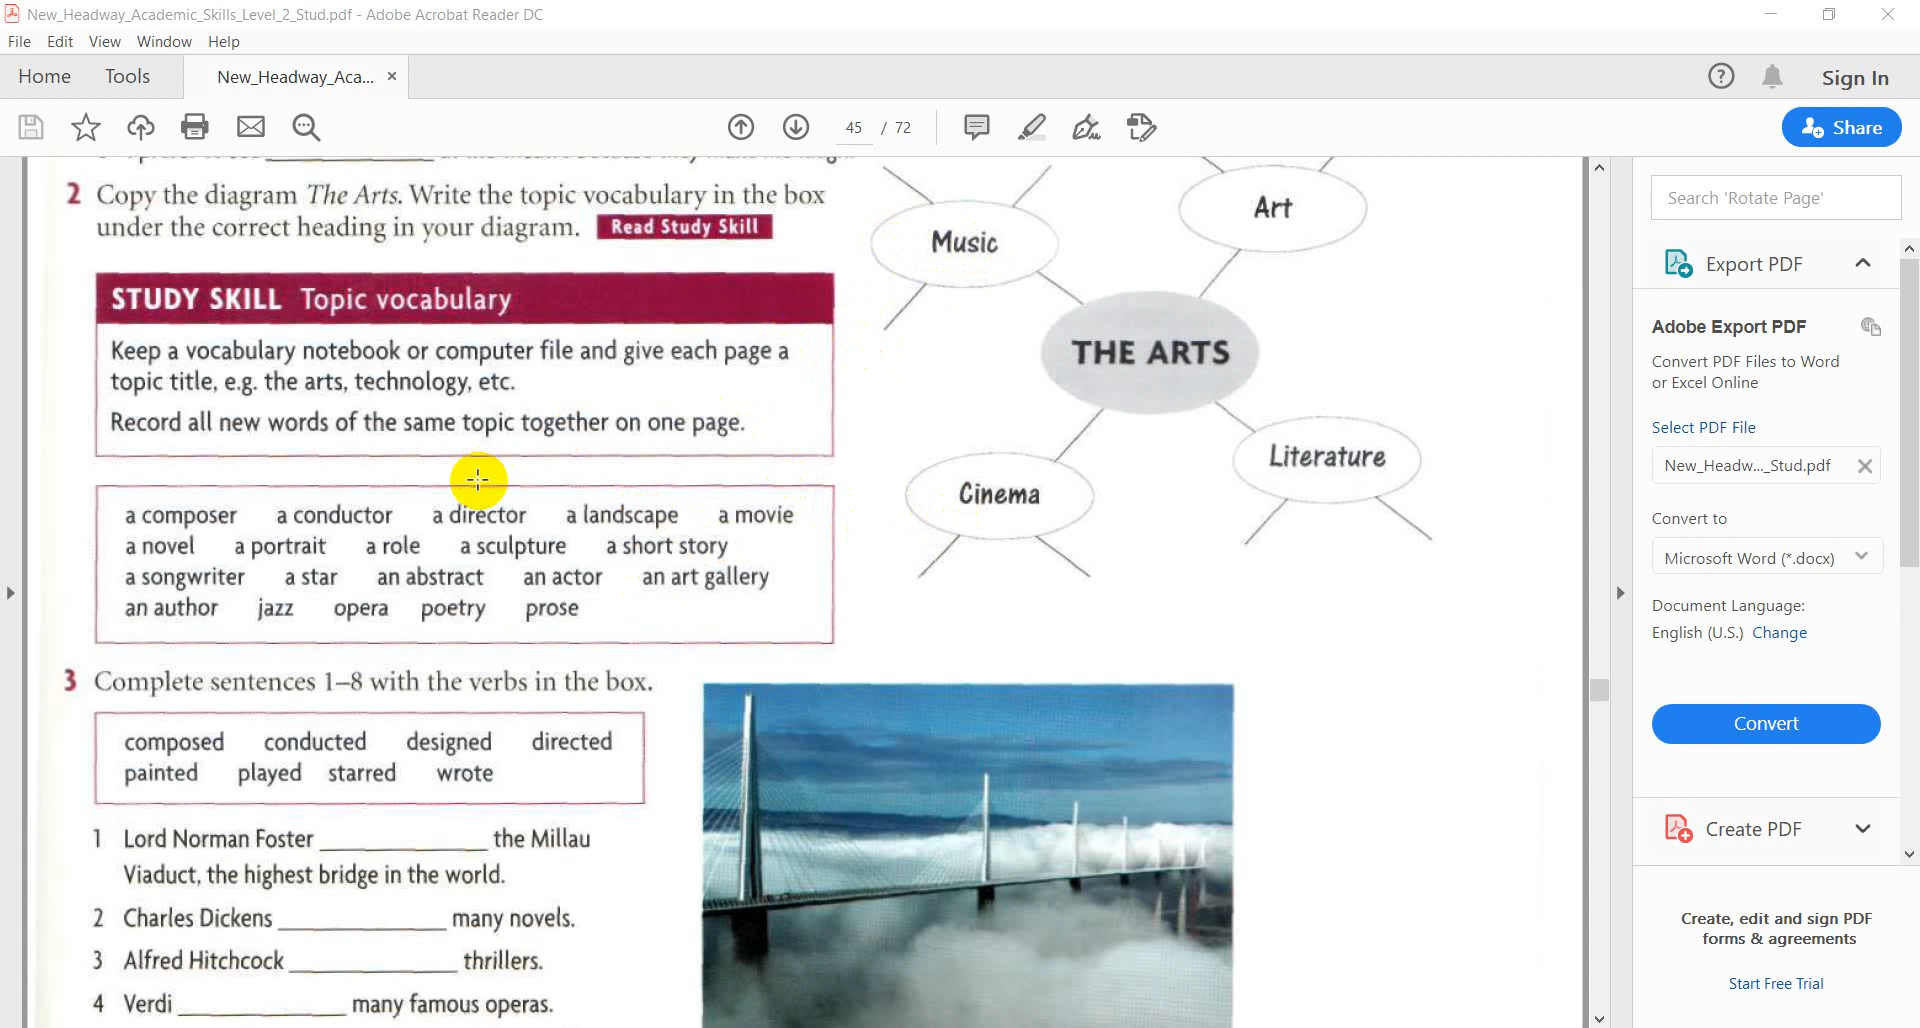 New_Headway_Academic_Skills_Level_2_Stud.pdf - Adobe Acrobat Reader DC
File Edit View Window Help
Home Tools New_Headway_Aca... × Sign In
45 / 72 Share
2 Copy the diagram The Arts. Write the topic vocabulary in the box
under the correct heading in your diagram. Read Study Skill
STUDY SKILL Topic vocabulary
Keep a vocabulary notebook or computer file and give each page a
topic title, e.g. the arts, technology, etc.
Record all new words of the same topic together on one page.
a composer a conductor a director a landscape a movie
a novel a portrait a role a sculpture a short story
a songwriter a star an abstract an actor an art gallery
an author jazz opera poetry prose
Music
Art
THE ARTS
Cinema
Literature
3 Complete sentences 1–8 with the verbs in the box.
composed conducted designed directed
painted played starred wrote
1 Lord Norman Foster ____________ the Millau
Viaduct, the highest bridge in the world.
2 Charles Dickens ____________ many novels.
3 Alfred Hitchcock ____________ thrillers.
4 Verdi ____________ many famous operas.
Search 'Rotate Page'
Export PDF
Adobe Export PDF
Convert PDF Files to Word
or Excel Online
Select PDF File
New_Headw..._Stud.pdf
Convert to
Microsoft Word (*.docx)
Document Language:
English (U.S.) Change
Convert
Create PDF
Create, edit and sign PDF
forms & agreements
Start Free Trial